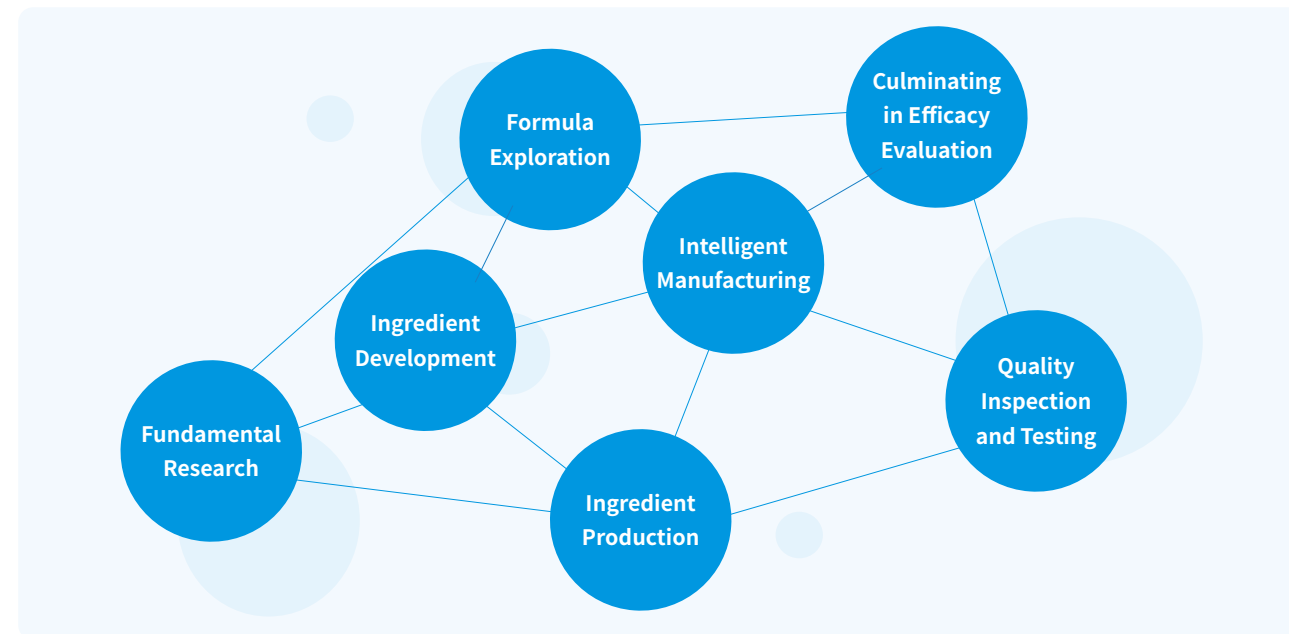 Culminating
in Efficacy
Evaluation
Formula
Exploration
Intelligent
Manufacturing
Ingredient
Development
Quality
Inspection
and Testing
Fundamental
Research
Ingredient
Production